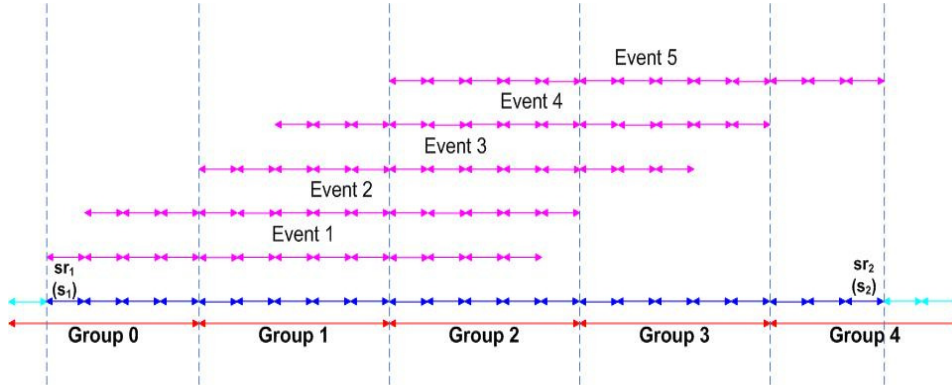 Event 5
Event 4
Event 3
Event 2
Event 1
sr₁ sr₂
(s₁) (s₂)
Group 0 Group 1 Group 2 Group 3 Group 4